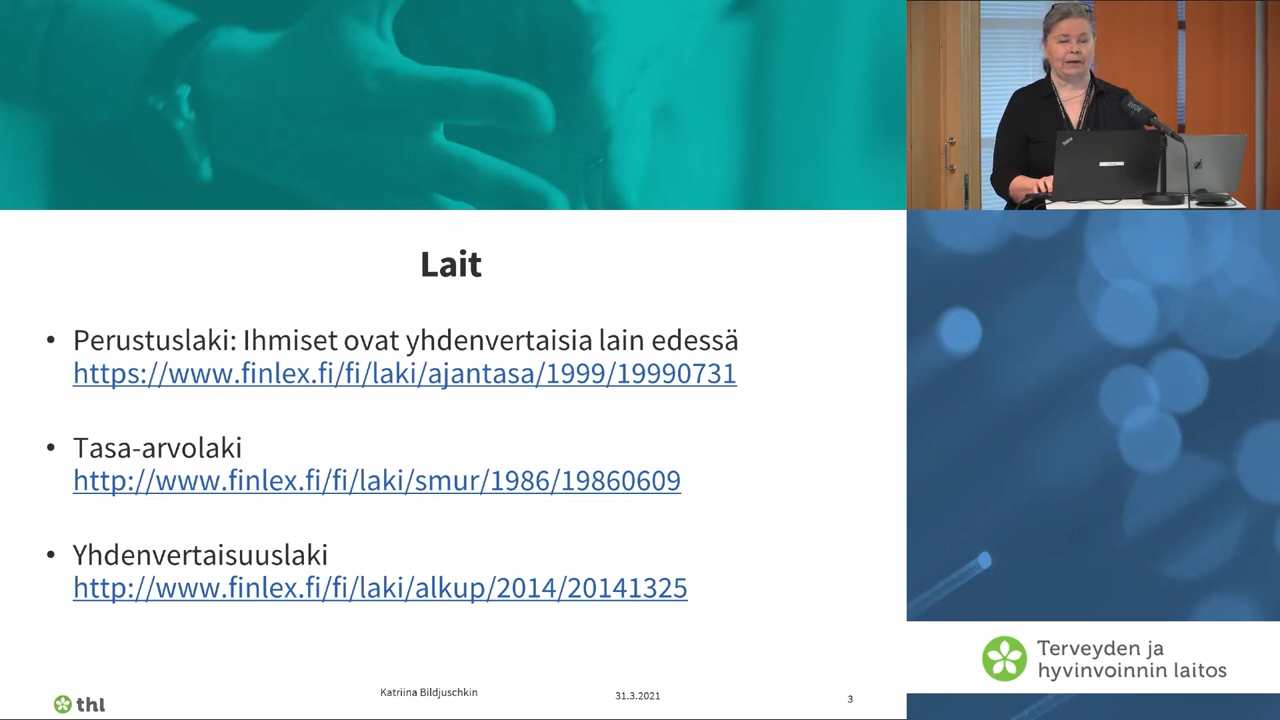 Lait
• Perustuslaki: Ihmiset ovat yhdenvertaisia lain edessä
https://www.finlex.fi/fi/laki/ajantasa/1999/19990731
• Tasa-arvolaki
http://www.finlex.fi/fi/laki/smur/1986/19860609
• Yhdenvertaisuuslaki
http://www.finlex.fi/fi/laki/alkup/2014/20141325
thl
Katriina Bildjuschkin
31.3.2021
3
Terveyden ja
hyvinvoinnin laitos